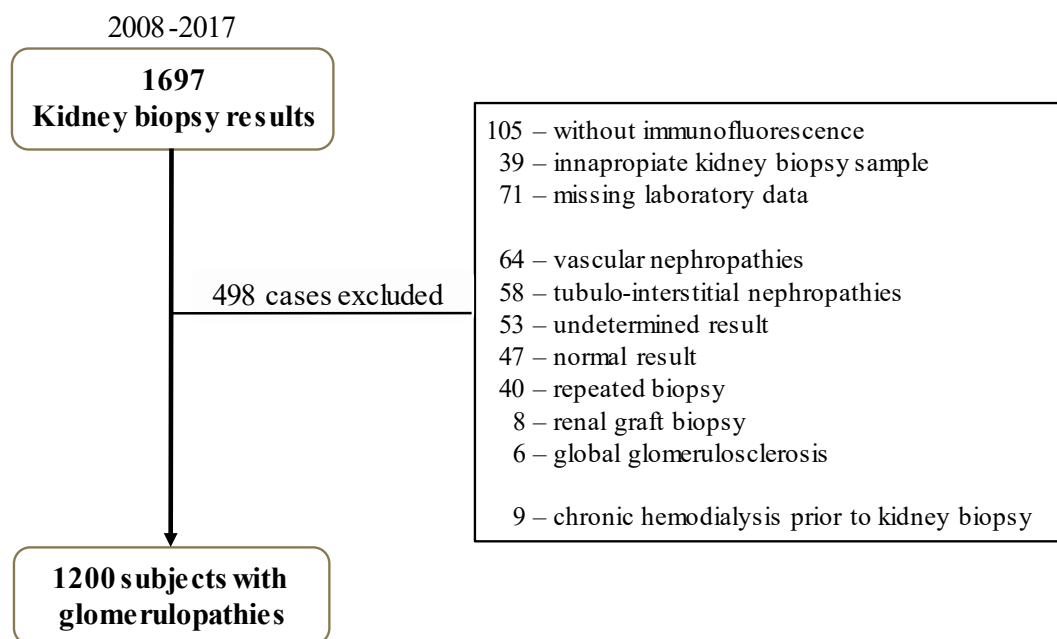 2008-2017
1697
Kidney biopsy results
105 – without immunofluorescence
39 – innapropiate kidney biopsy sample
71 – missing laboratory data
64 – vascular nephropathies
498 cases excluded
58 – tubulo-interstitial nephropathies
53 – undetermined result
47 – normal result
40 – repeated biopsy
8 – renal graft biopsy
6 – global glomerulosclerosis
9 – chronic hemodialysis prior to kidney biopsy
1200 subjects with
glomerulopathies